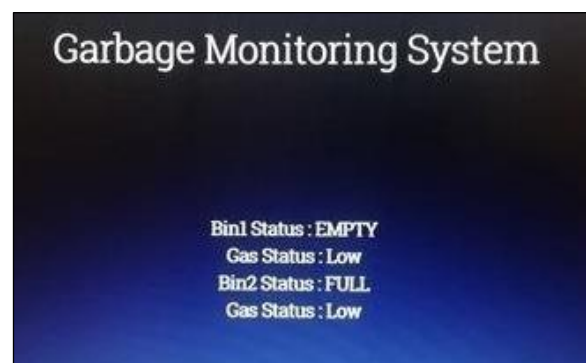 Garbage Monitoring System
Bin1 Status : EMPTY
Gas Status : Low
Bin2 Status : FULL
Gas Status : Low